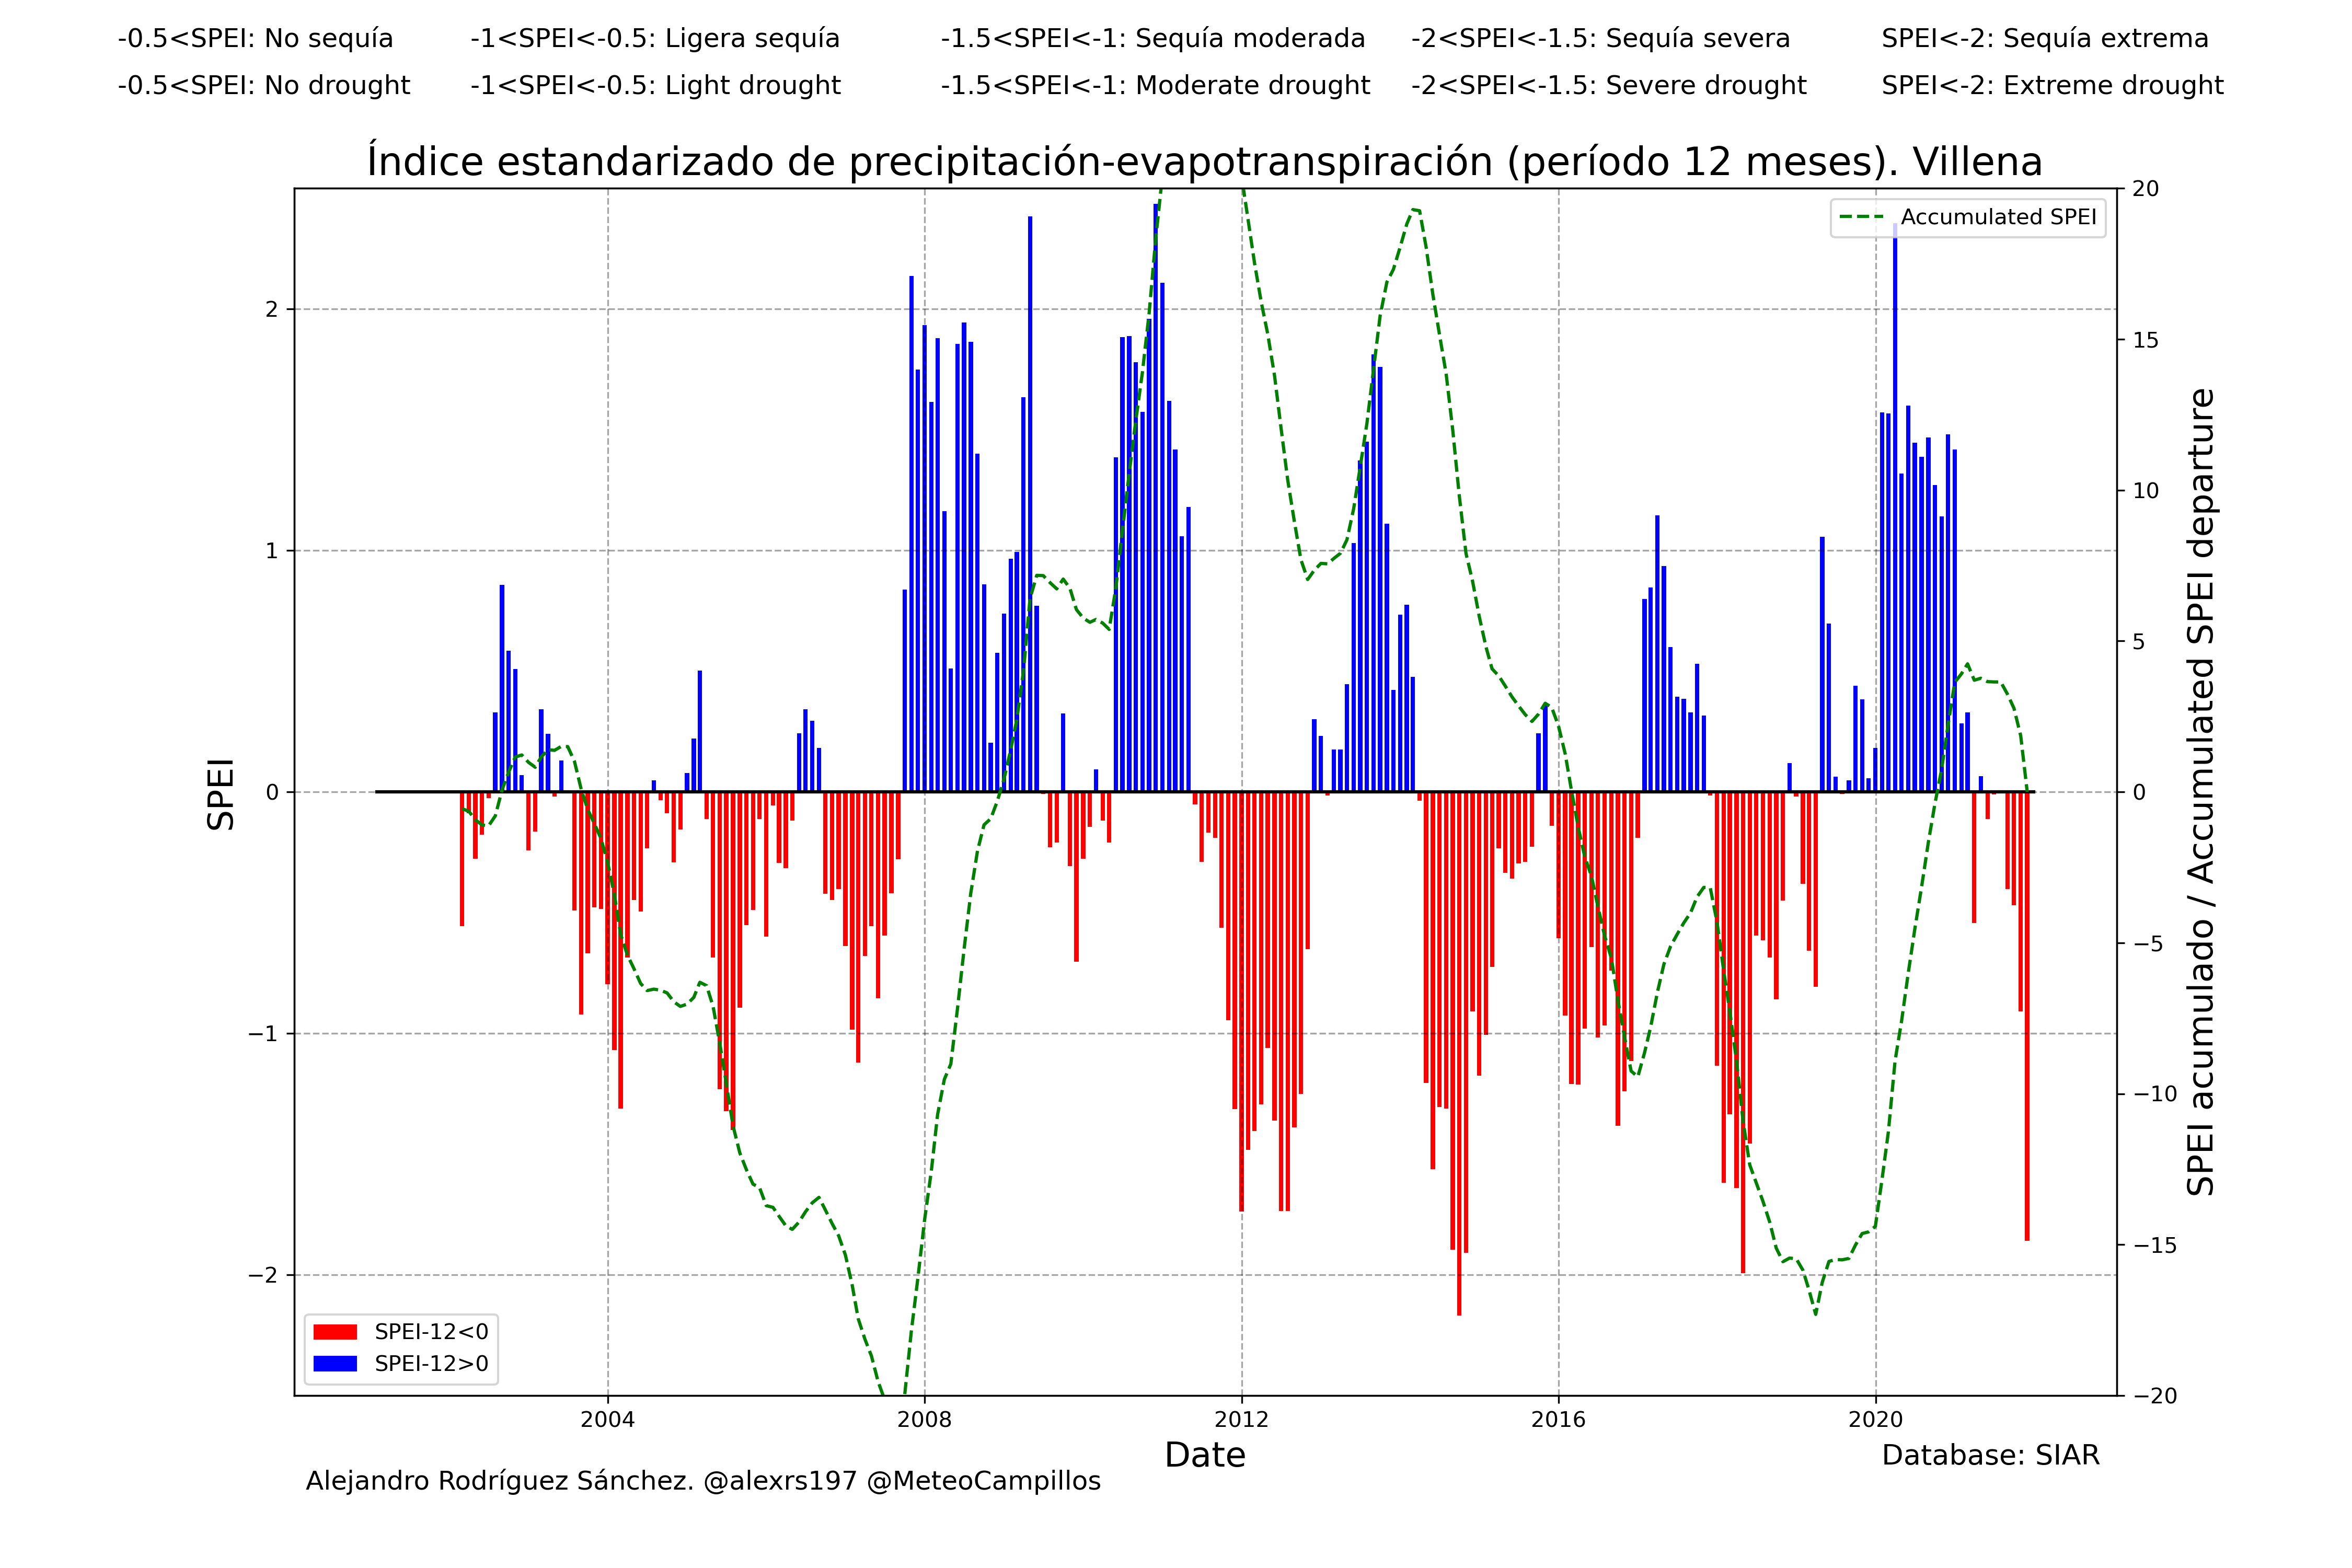 -0.5<SPEI: No sequía -1<SPEI<-0.5: Ligera sequía -1.5<SPEI<-1: Sequía moderada -2<SPEI<-1.5: Sequía severa SPEI<-2: Sequía extrema
-0.5<SPEI: No drought -1<SPEI<-0.5: Light drought -1.5<SPEI<-1: Moderate drought -2<SPEI<-1.5: Severe drought SPEI<-2: Extreme drought
Índice estandarizado de precipitación-evapotranspiración (período 12 meses). Villena
Accumulated SPEI
SPEI
2
1
0
−1
−2
20
15
10
5
0
−5
−10
−15
−20
SPEI acumulado / Accumulated SPEI departure
SPEI-12<0
SPEI-12>0
2004 2008 2012 2016 2020
Date
Database: SIAR
Alejandro Rodríguez Sánchez. @alexrs197 @MeteoCampillos